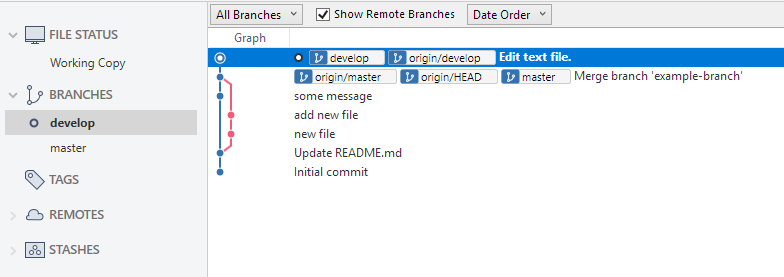 All Branches Show Remote Branches Date Order
FILE STATUS
Working Copy
BRANCHES
develop
master
TAGS
REMOTES
STASHES
Graph
develop origin/develop Edit text file.
origin/master origin/HEAD master Merge branch 'example-branch'
some message
add new file
new file
Update README.md
Initial commit